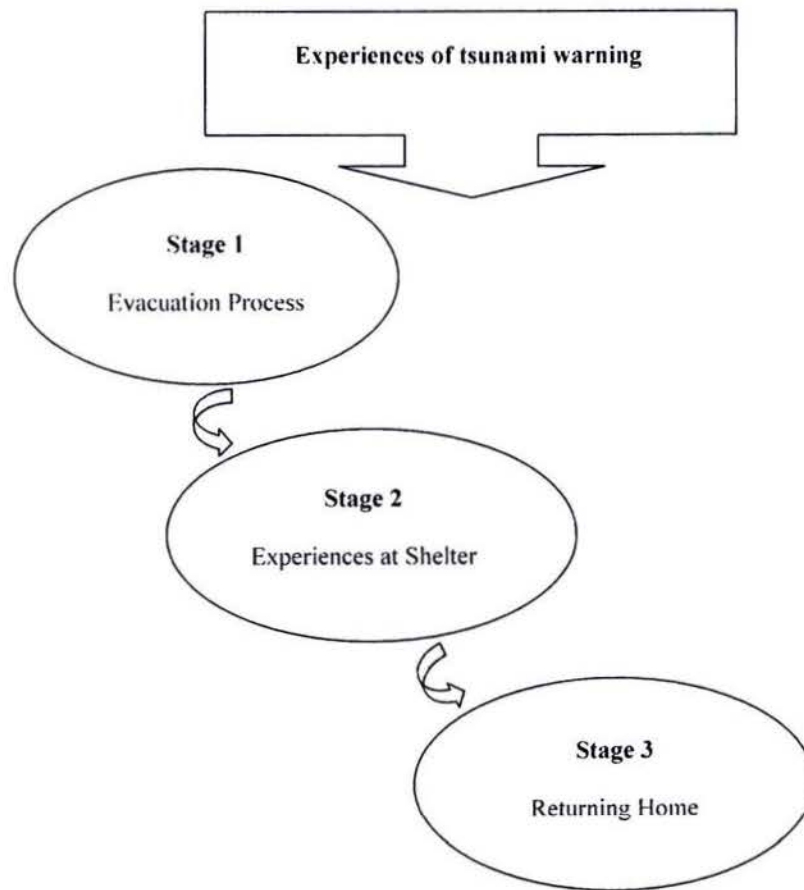 Experiences of tsunami warning
Stage 1
Evacuation Process
Stage 2
Experiences at Shelter
Stage 3
Returning Home